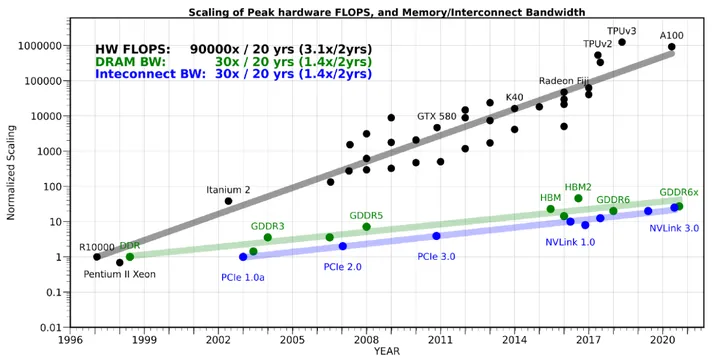 Scaling of Peak hardware FLOPS, and Memory/Interconnect Bandwidth
HW FLOPS: 90000x / 20 yrs (3.1x/2yrs)
DRAM BW: 30x / 20 yrs (1.4x/2yrs)
Inteconnect BW: 30x / 20 yrs (1.4x/2yrs)
Normalized Scaling
1000000
100000
10000
1000
100
10
1
0.1
0.01
TPUv3
A100
TPUv2
Radeon Fiji
K40
GTX 580
Itanium 2
HBM2
HBM
GDDR6x
GDDR6
GDDR5
GDDR3
NVLink 3.0
NVLink 1.0
R10000
DDR
PCIe 3.0
PCIe 2.0
Pentium II Xeon
PCIe 1.0a
1996 1999 2002 2005 2008 2011 2014 2017 2020
YEAR